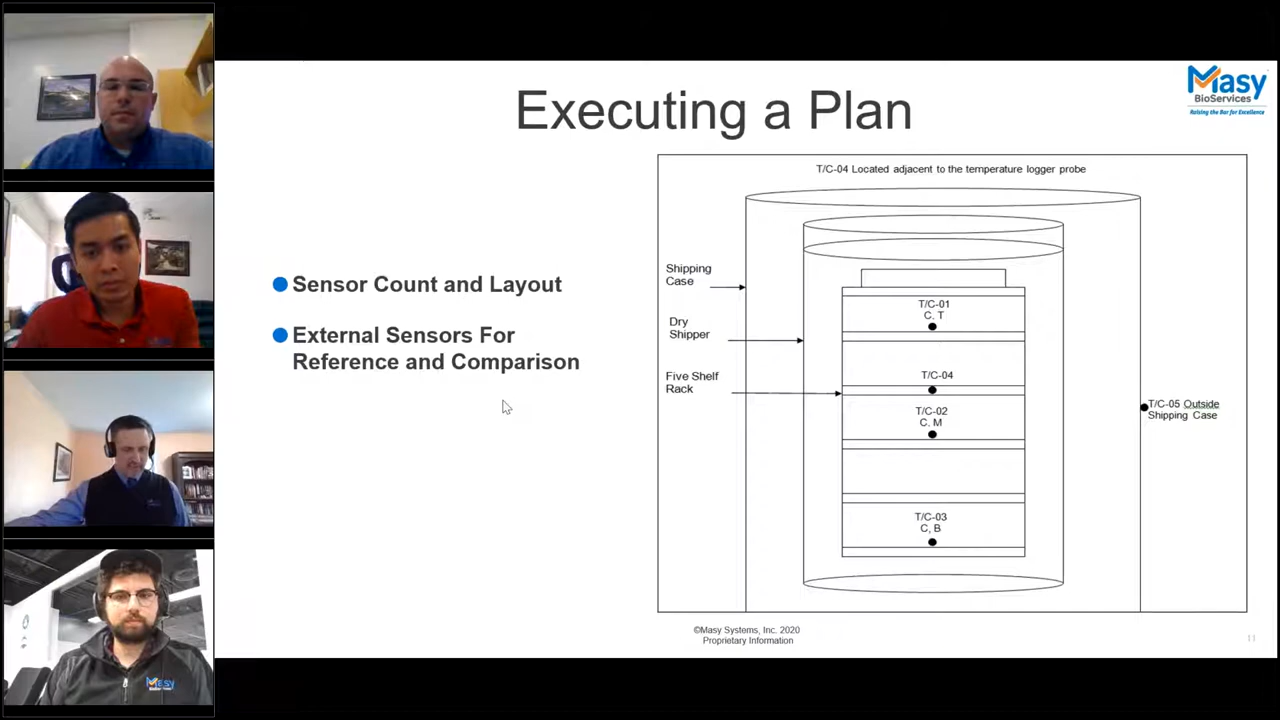 Executing a Plan
Masy
BioServices
Raising the Bar for Excellence
Sensor Count and Layout
External Sensors For
Reference and Comparison
T/C-04 Located adjacent to the temperature logger probe
Shipping
Case
Dry
Shipper
Five Shelf
Rack
T/C-01
C. T
T/C-04
T/C-02
C. M
T/C-03
C, B
T/C-05 Outside
Shipping Case
©Masy Systems, Inc. 2020
Proprietary Information
11
Masy